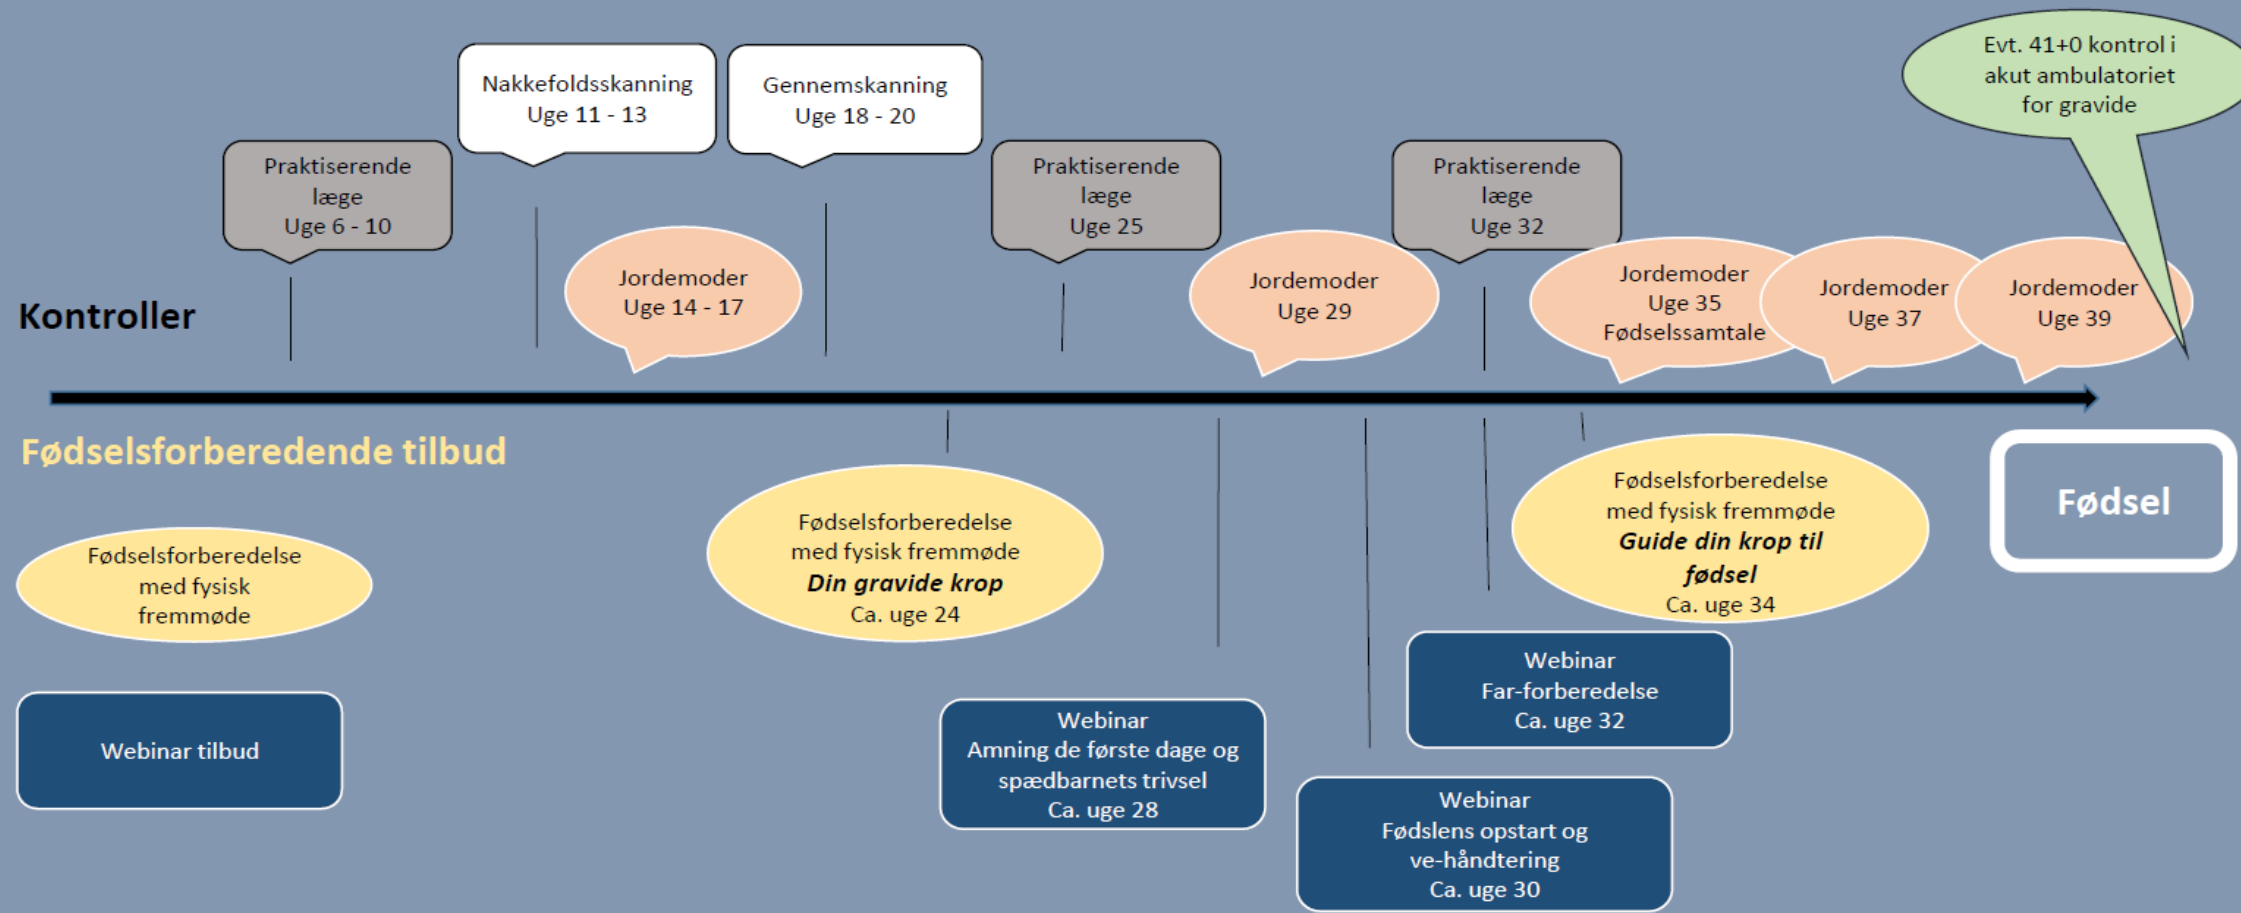 Praktiserende
læge
Uge 6 - 10
Nakkefoldsskanning
Uge 11 - 13
Gennemskanning
Uge 18 - 20
Praktiserende
læge
Uge 25
Praktiserende
læge
Uge 32
Evt. 41+0 kontrol i
akut ambulatoriet
for gravide
Kontroller
Jordemoder
Uge 14 - 17
Jordemoder
Uge 29
Jordemoder
Uge 35
Fødselssamtale
Jordemoder
Uge 37
Jordemoder
Uge 39
Fødselsforberedende tilbud
Fødselsforberedelse
med fysisk
fremmøde
Webinar tilbud
Fødselsforberedelse
med fysisk fremmøde
Din gravide krop
Ca. uge 24
Webinar
Amning de første dage og
spædbarnets trivsel
Ca. uge 28
Webinar
Fødslens opstart og
ve-håndtering
Ca. uge 30
Webinar
Far-forberedelse
Ca. uge 32
Fødselsforberedelse
med fysisk fremmøde
Guide din krop til
fødsel
Ca. uge 34
Fødsel